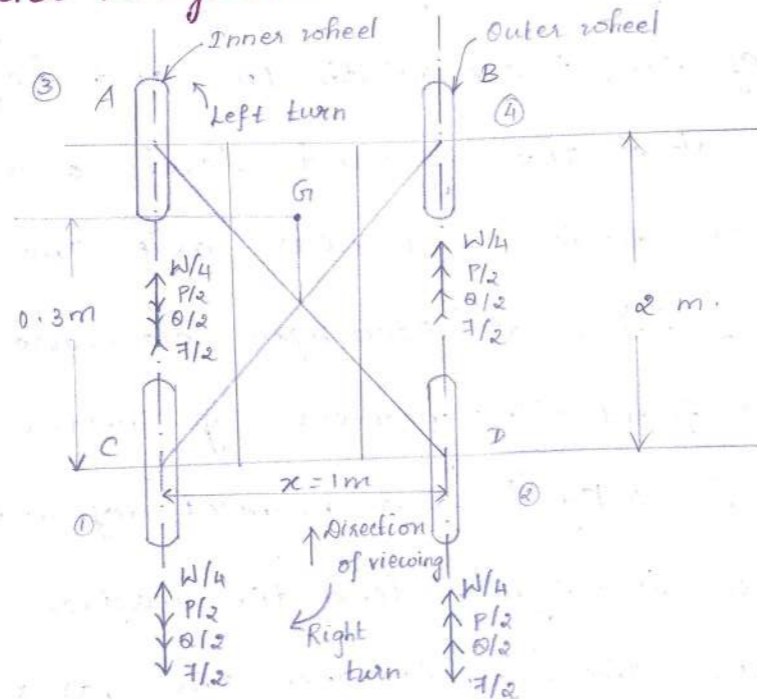 Inner wheel
Outer wheel
③
A
B
Left turn
④
G
W/4
P/2
Q/2
F/2
W/4
P/2
Q/2
F/2
0.3m
2 m.
C
D
x = 1m
①
②
Direction
of viewing
Right
turn.
W/4
P/2
Q/2
F/2
W/4
P/2
Q/2
F/2